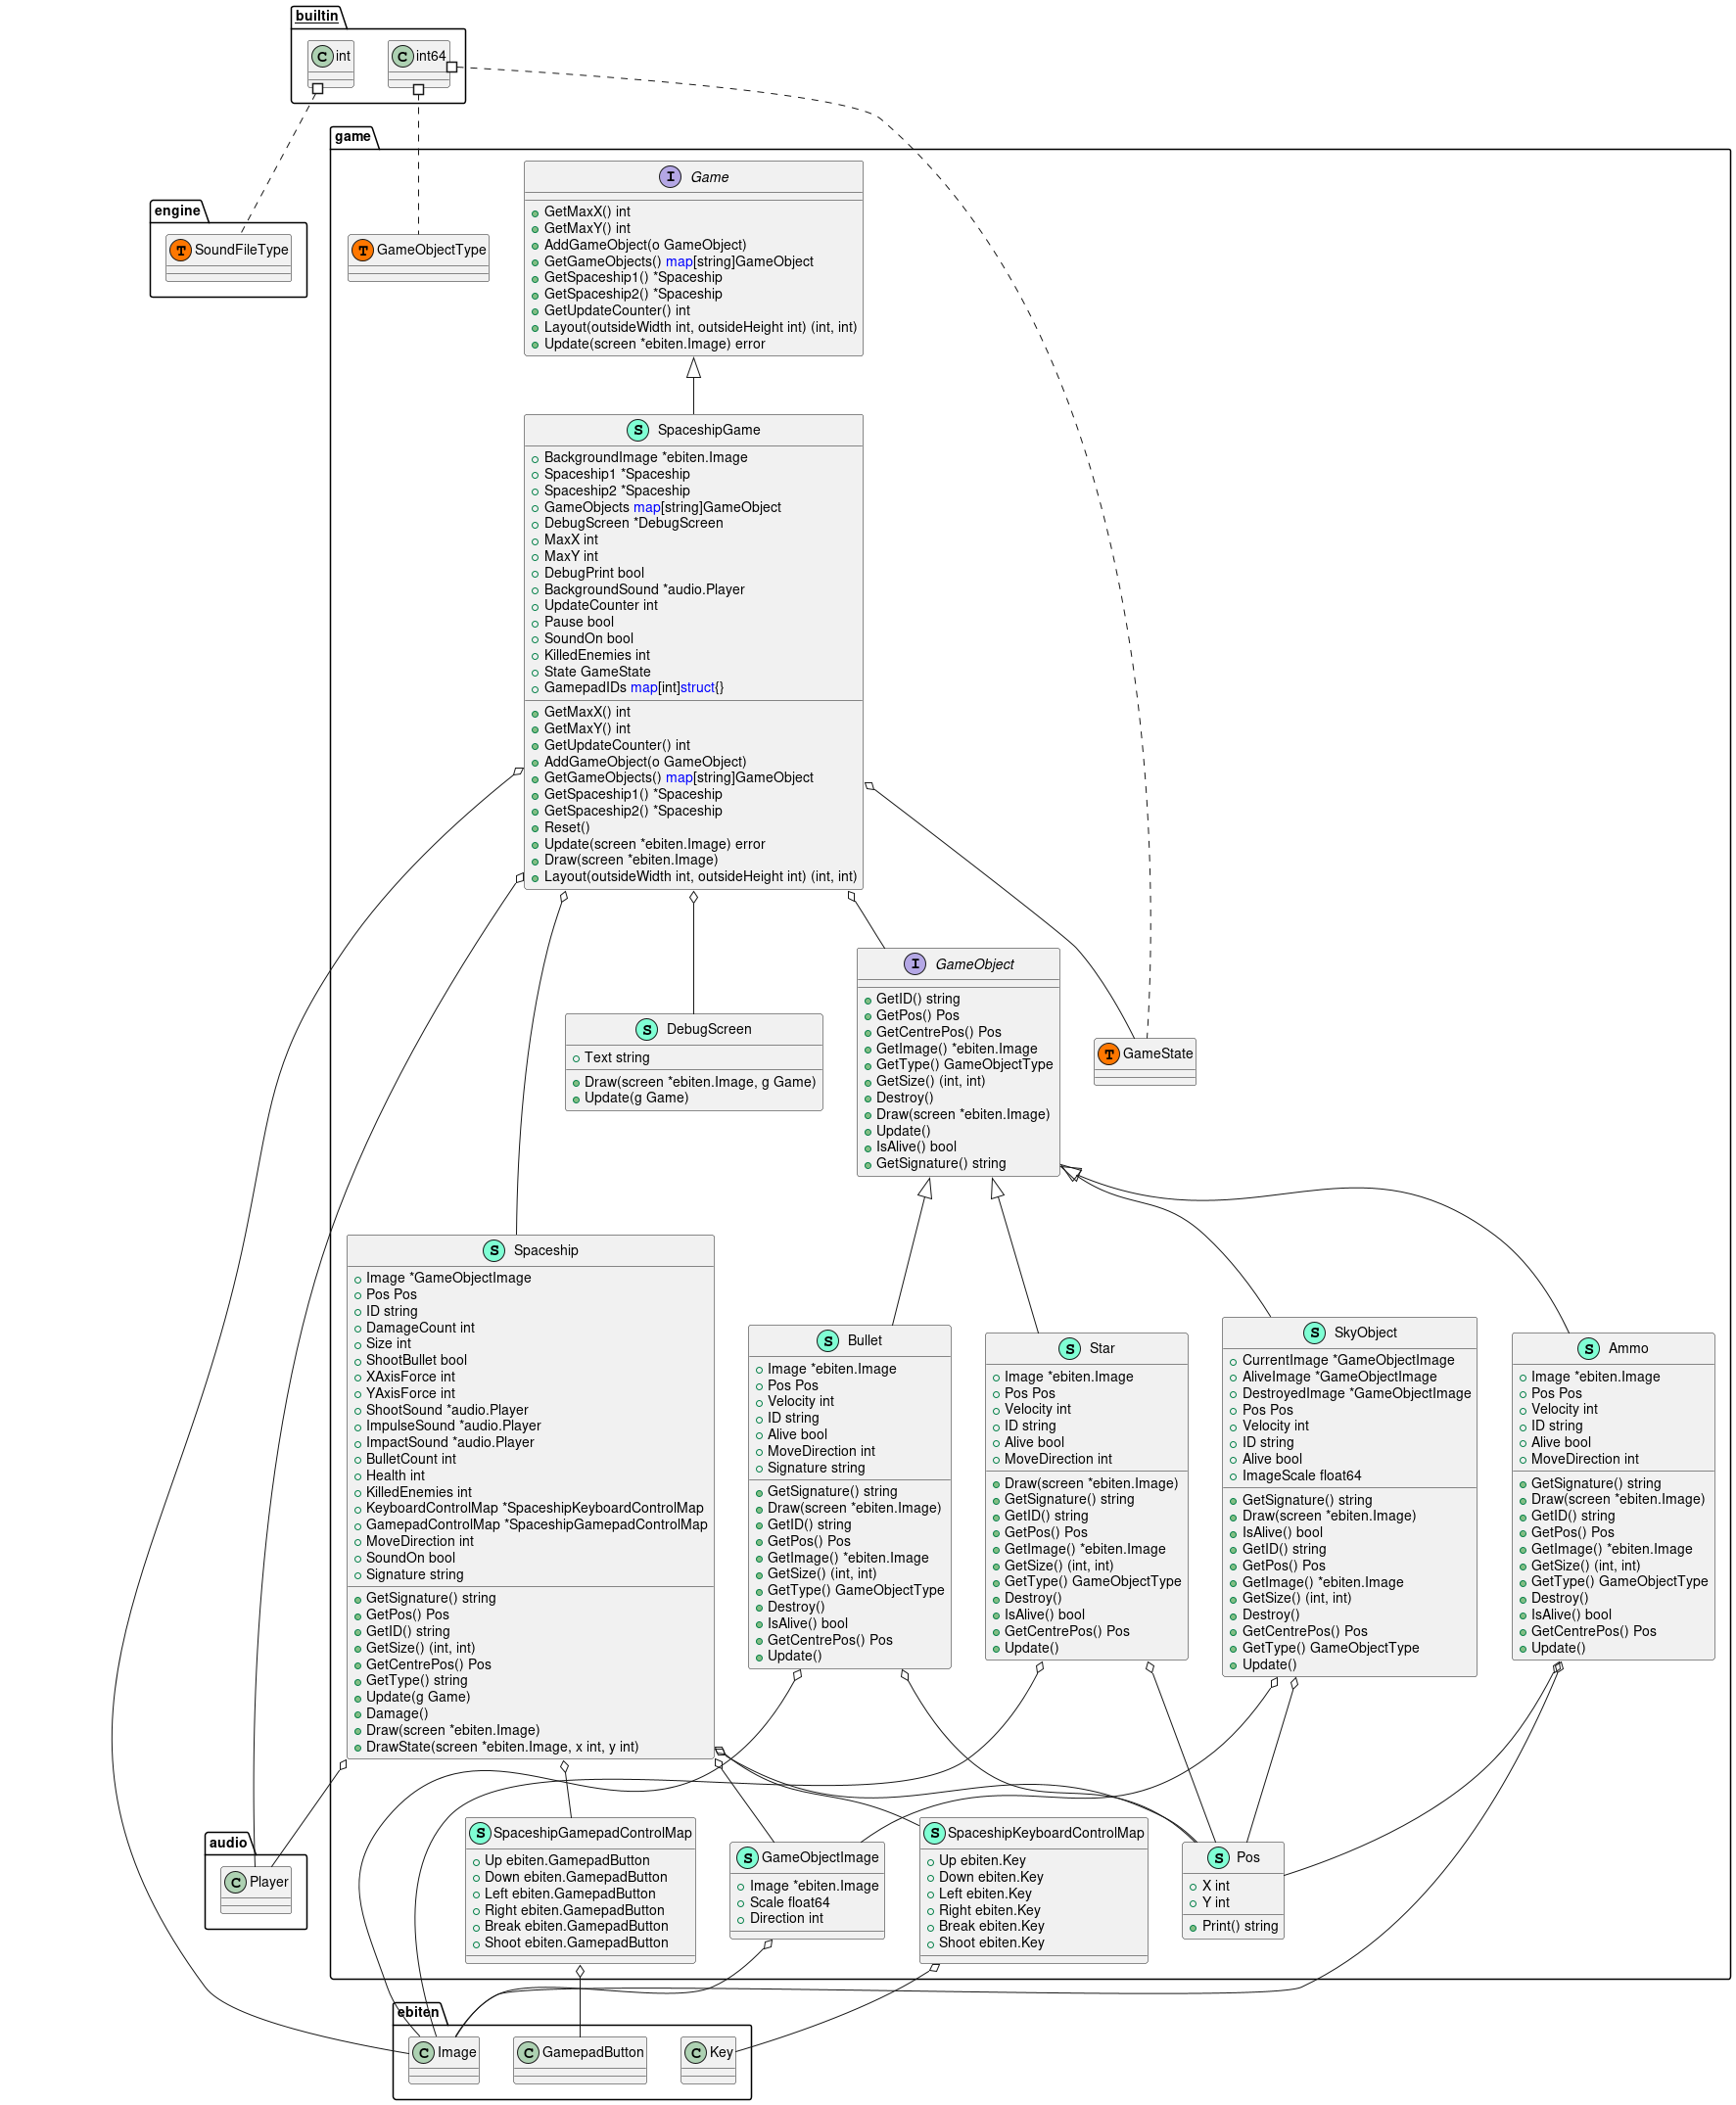 builtin
C int
C int64
game
engine
T SoundFileType
T GameObjectType
I Game
GetMaxX() int
GetMaxY() int
AddGameObject(o GameObject)
GetGameObjects() map[string]GameObject
GetSpaceship1() *Spaceship
GetSpaceship2() *Spaceship
GetUpdateCounter() int
Layout(outsideWidth int, outsideHeight int) (int, int)
Update(screen *ebiten.Image) error
S SpaceshipGame
BackgroundImage *ebiten.Image
Spaceship1 *Spaceship
Spaceship2 *Spaceship
GameObjects map[string]GameObject
DebugScreen *DebugScreen
MaxX int
MaxY int
DebugPrint bool
BackgroundSound *audio.Player
UpdateCounter int
Pause bool
SoundOn bool
KilledEnemies int
State GameState
GamepadIDs map[int]struct{}
GetMaxX() int
GetMaxY() int
GetUpdateCounter() int
AddGameObject(o GameObject)
GetGameObjects() map[string]GameObject
GetSpaceship1() *Spaceship
GetSpaceship2() *Spaceship
Reset()
Update(screen *ebiten.Image) error
Draw(screen *ebiten.Image)
Layout(outsideWidth int, outsideHeight int) (int, int)
S DebugScreen
Text string
Draw(screen *ebiten.Image, g Game)
Update(g Game)
I GameObject
GetID() string
GetPos() Pos
GetCentrePos() Pos
GetImage() *ebiten.Image
GetType() GameObjectType
GetSize() (int, int)
Destroy()
Draw(screen *ebiten.Image)
Update()
IsAlive() bool
GetSignature() string
T GameState
S Spaceship
Image *GameObjectImage
Pos Pos
ID string
DamageCount int
Size int
ShootBullet bool
XAxisForce int
YAxisForce int
ShootSound *audio.Player
ImpulseSound *audio.Player
ImpactSound *audio.Player
BulletCount int
Health int
KilledEnemies int
KeyboardControlMap *SpaceshipKeyboardControlMap
GamepadControlMap *SpaceshipGamepadControlMap
MoveDirection int
SoundOn bool
Signature string
GetSignature() string
GetPos() Pos
GetID() string
GetSize() (int, int)
GetCentrePos() Pos
GetType() string
Update(g Game)
Damage()
Draw(screen *ebiten.Image)
DrawState(screen *ebiten.Image, x int, y int)
S Bullet
Image *ebiten.Image
Pos Pos
Velocity int
ID string
Alive bool
MoveDirection int
Signature string
GetSignature() string
Draw(screen *ebiten.Image)
GetID() string
GetPos() Pos
GetImage() *ebiten.Image
GetSize() (int, int)
GetType() GameObjectType
Destroy()
IsAlive() bool
GetCentrePos() Pos
Update()
S Star
Image *ebiten.Image
Pos Pos
Velocity int
ID string
Alive bool
MoveDirection int
Draw(screen *ebiten.Image)
GetSignature() string
GetID() string
GetPos() Pos
GetImage() *ebiten.Image
GetSize() (int, int)
GetType() GameObjectType
Destroy()
IsAlive() bool
GetCentrePos() Pos
Update()
S SkyObject
CurrentImage *GameObjectImage
AliveImage *GameObjectImage
DestroyedImage *GameObjectImage
Pos Pos
Velocity int
ID string
Alive bool
ImageScale float64
GetSignature() string
Draw(screen *ebiten.Image)
IsAlive() bool
GetID() string
GetPos() Pos
GetImage() *ebiten.Image
GetSize() (int, int)
Destroy()
GetCentrePos() Pos
GetType() GameObjectType
Update()
S Ammo
Image *ebiten.Image
Pos Pos
Velocity int
ID string
Alive bool
MoveDirection int
GetSignature() string
Draw(screen *ebiten.Image)
GetID() string
GetPos() Pos
GetImage() *ebiten.Image
GetSize() (int, int)
GetType() GameObjectType
Destroy()
IsAlive() bool
GetCentrePos() Pos
Update()
audio
C Player
S SpaceshipGamepadControlMap
Up ebiten.GamepadButton
Down ebiten.GamepadButton
Left ebiten.GamepadButton
Right ebiten.GamepadButton
Break ebiten.GamepadButton
Shoot ebiten.GamepadButton
S GameObjectImage
Image *ebiten.Image
Scale float64
Direction int
S SpaceshipKeyboardControlMap
Up ebiten.Key
Down ebiten.Key
Left ebiten.Key
Right ebiten.Key
Break ebiten.Key
Shoot ebiten.Key
S Pos
X int
Y int
Print() string
ebiten
C Image
C GamepadButton
C Key